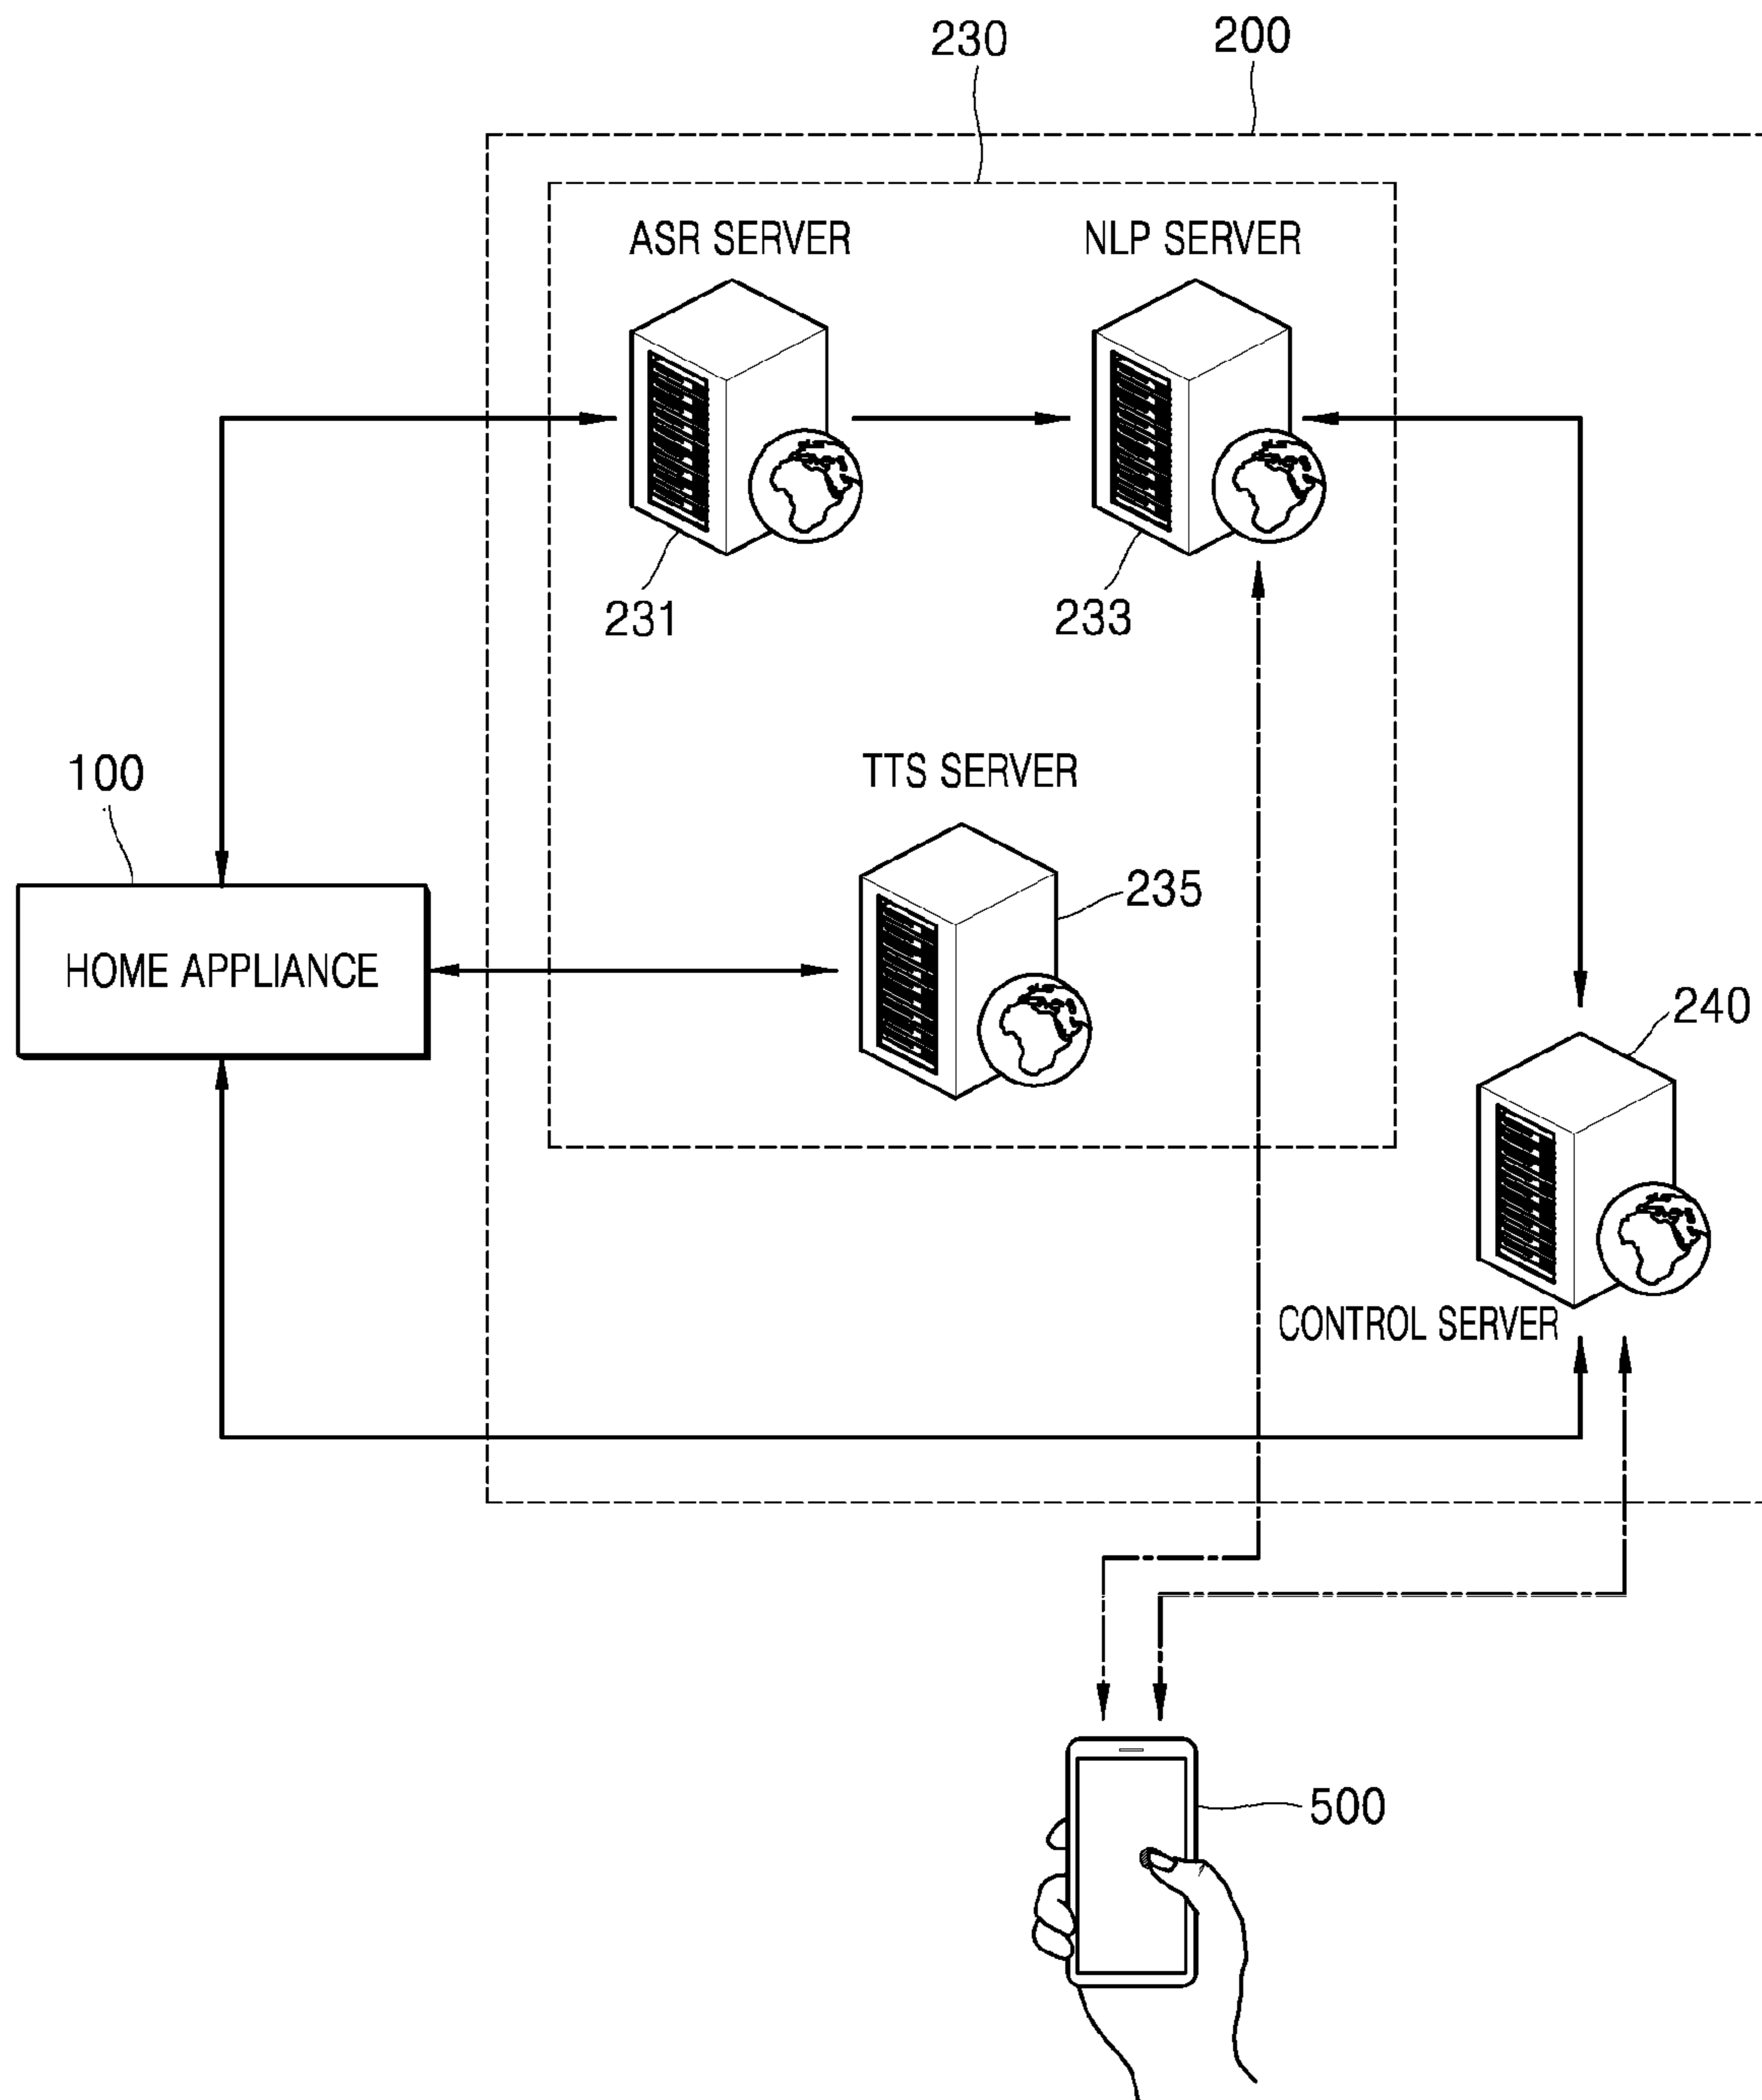 230
200
ASR SERVER
NLP SERVER
231
233
100
TTS SERVER
235
HOME APPLIANCE
240
CONTROL SERVER
500